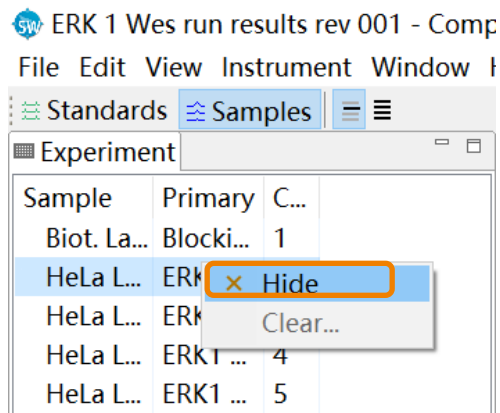 SW ERK 1 Wes run results rev 001 - Comp
File Edit View Instrument Window
Standards Samples
Experiment
Sample Primary C...
Biot. La... Blocki... 1
HeLa L... ERK Hide
HeLa L... ERK Clear...
HeLa L... ERK1 ... 4
HeLa L... ERK1 ... 5